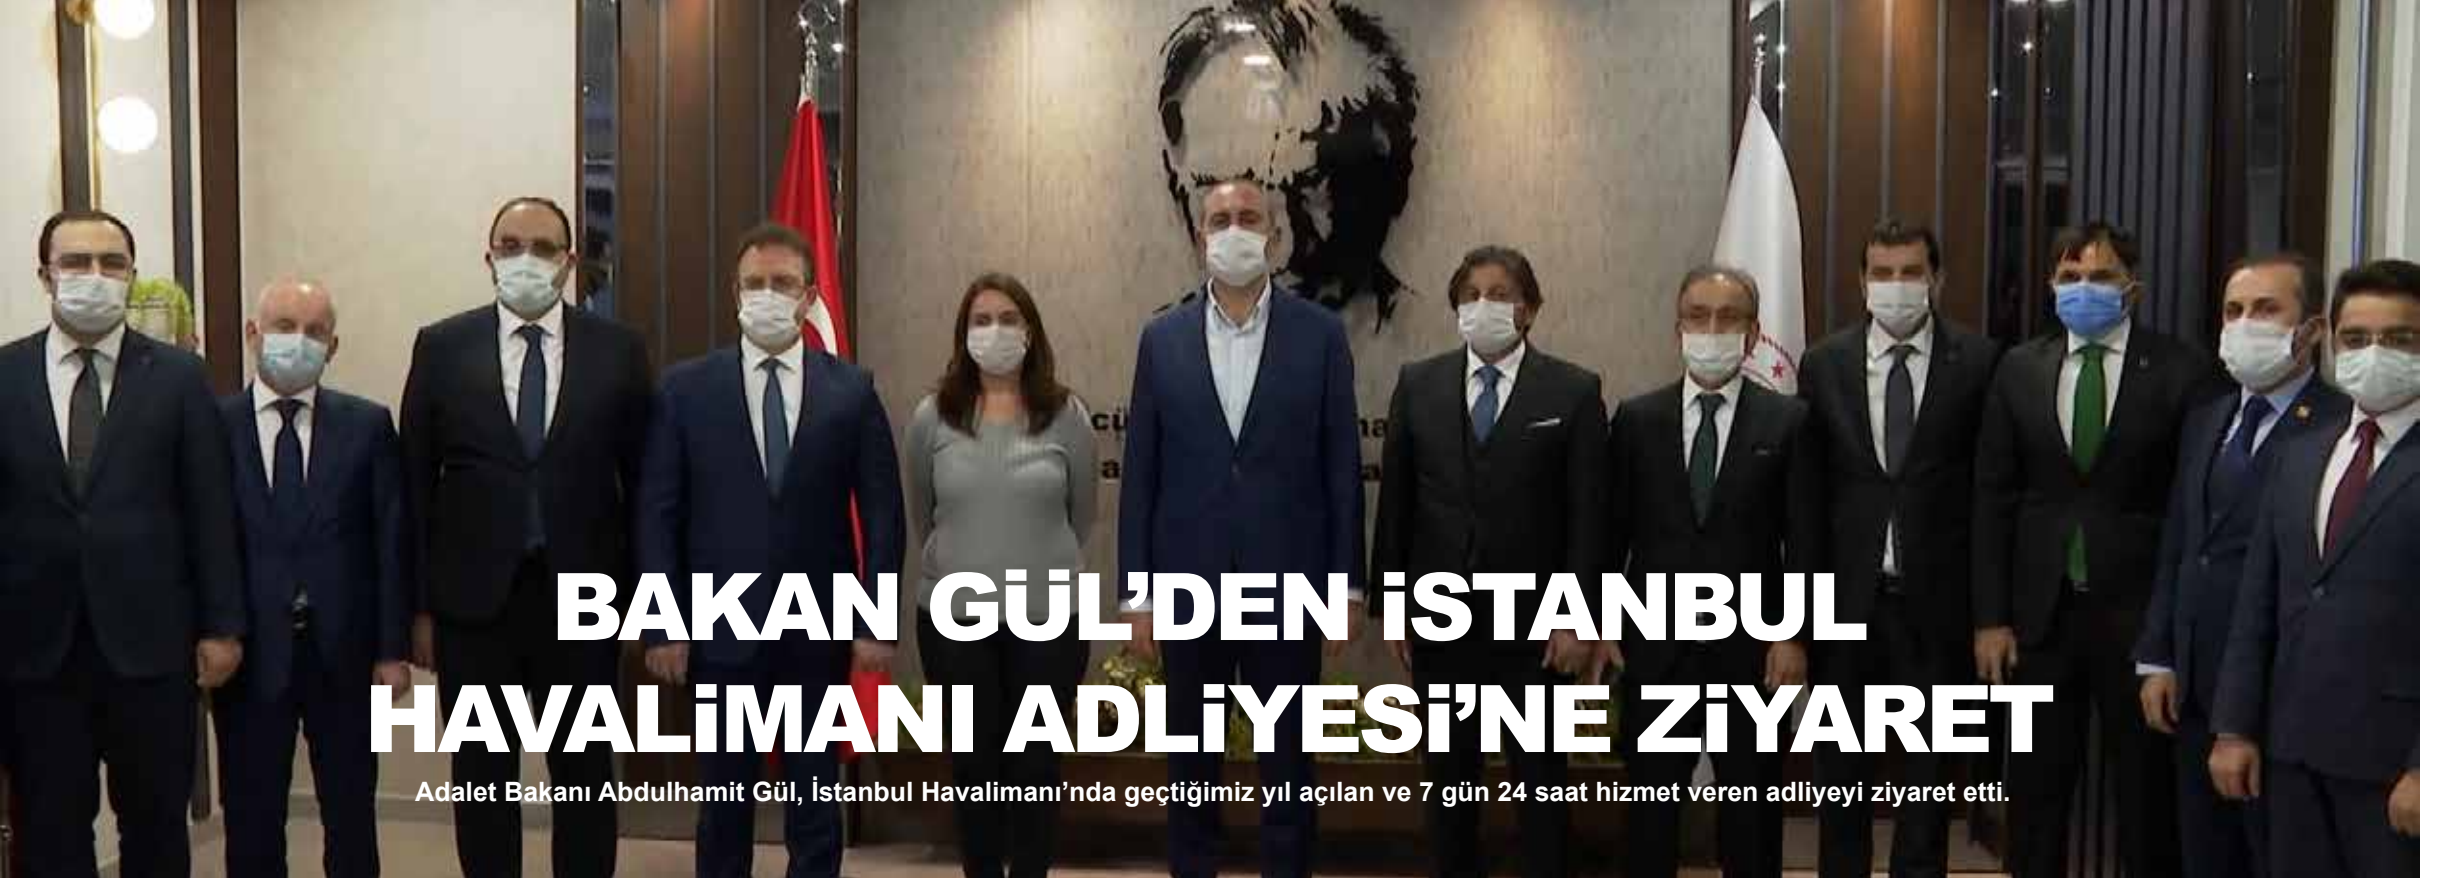 BAKAN GÜL’DEN İSTANBUL
HAVALİMANI ADLİYESİ’NE ZİYARET
Adalet Bakanı Abdulhamit Gül, İstanbul Havalimanı’nda geçtiğimiz yıl açılan ve 7 gün 24 saat hizmet veren adliyeyi ziyaret etti.